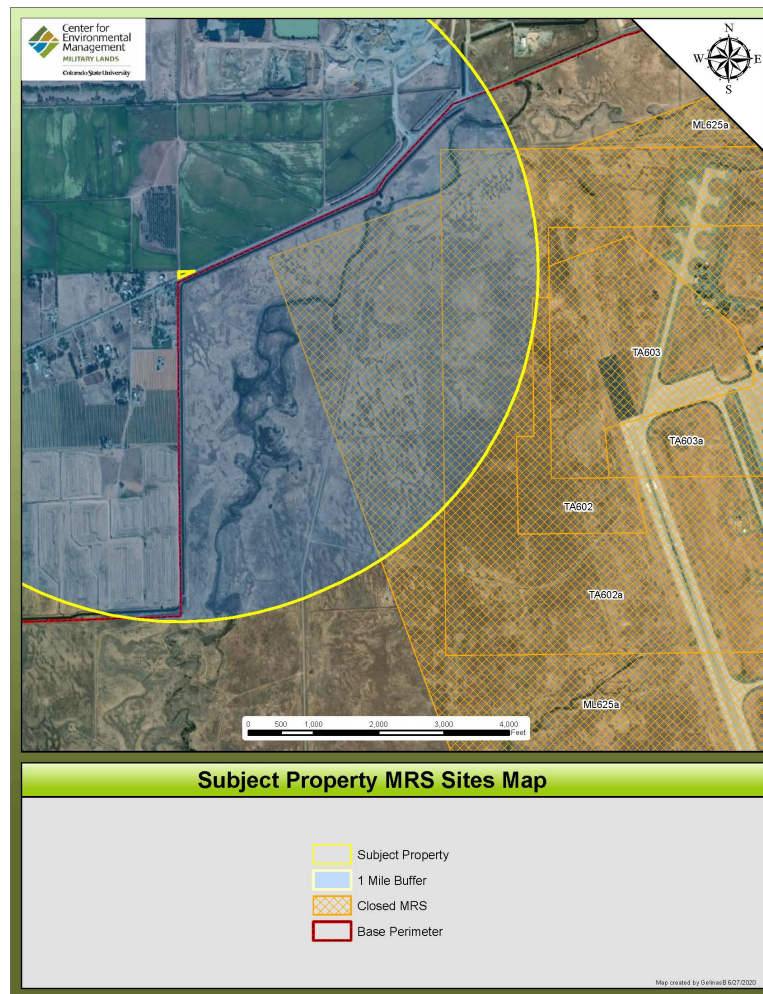 Center for
Environmental
Management
MILITARY LANDS
Colorado State University
N
W E
S
ML625a
TA603
TA603a
TA602
TA602a
ML625a
0 500 1,000 2,000 3,000 4,000
Feet
Subject Property MRS Sites Map
Subject Property
1 Mile Buffer
Closed MRS
Base Perimeter
Map created by GelinasB 6/27/2020